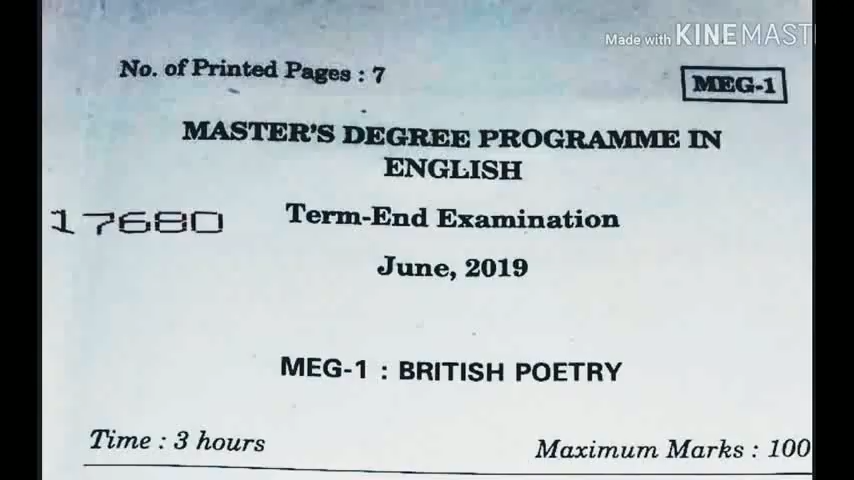 Made with KINEMAST
No. of Printed Pages : 7
MEG-1
MASTER'S DEGREE PROGRAMME IN
ENGLISH
17680
Term-End Examination
June, 2019
MEG-1 : BRITISH POETRY
Time : 3 hours
Maximum Marks : 100